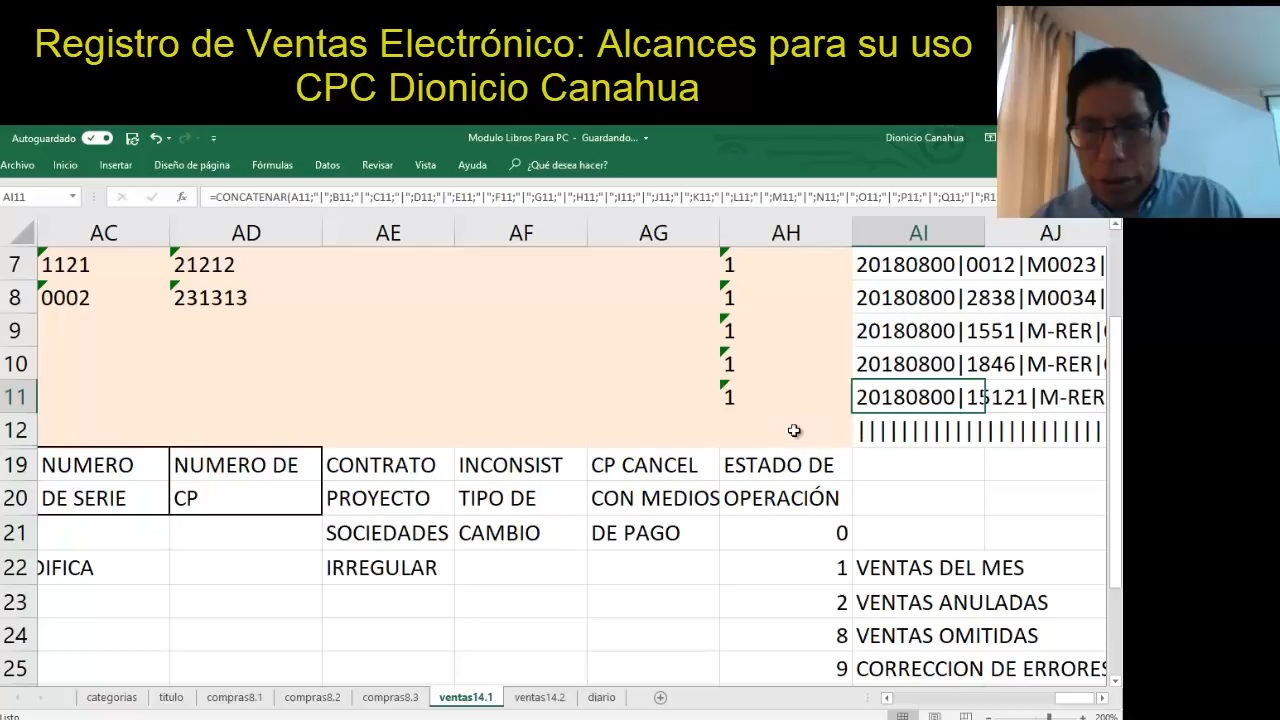 Registro de Ventas Electrónico: Alcances para su uso
CPC Dionicio Canahua
Autoguardado
Modulo Libros Para PC - Guardando...
Dionicio Canahua
Archivo Inicio Insertar Diseño de página Fórmulas Datos Revisar Vista Ayuda ¿Qué desea hacer?
AI11 fx =CONCATENAR(A11;"|";B11;"|";C11;"|";D11;"|";E11;"|";F11;"|";G11;"|";H11;"|";I11;"|";J11;"|";K11;"|";L11;"|";M11;"|";N11;"|";O11;"|";P11;"|";Q11;"|";R1
AC AD AE AF AG AH AI AJ
7 1121 21212 1 20180800|0012|M0023|
8 0002 231313 1 20180800|2838|M0034|
9 1 20180800|1551|M-RER|
10 1 20180800|1846|M-RER|
11 1 20180800|15121|M-RER
12 |||||||||||||||||||||||
19 NUMERO NUMERO DE CONTRATO INCONSIST CP CANCEL ESTADO DE
20 DE SERIE CP PROYECTO TIPO DE CON MEDIOS OPERACIÓN
21 SOCIEDADES CAMBIO DE PAGO 0
22 DIFICA IRREGULAR 1 VENTAS DEL MES
23 2 VENTAS ANULADAS
24 8 VENTAS OMITIDAS
25 9 CORRECCION DE ERRORES
categorias titulo compras8.1 compras8.2 compras8.3 ventas14.1 ventas14.2 diario
Listo 200%